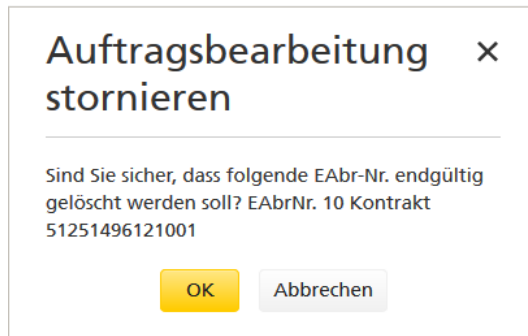 Auftragsbearbeitung
stornieren
Sind Sie sicher, dass folgende EAbr-Nr. endgültig
gelöscht werden soll? EAbrNr. 10 Kontrakt
51251496121001
OK Abbrechen